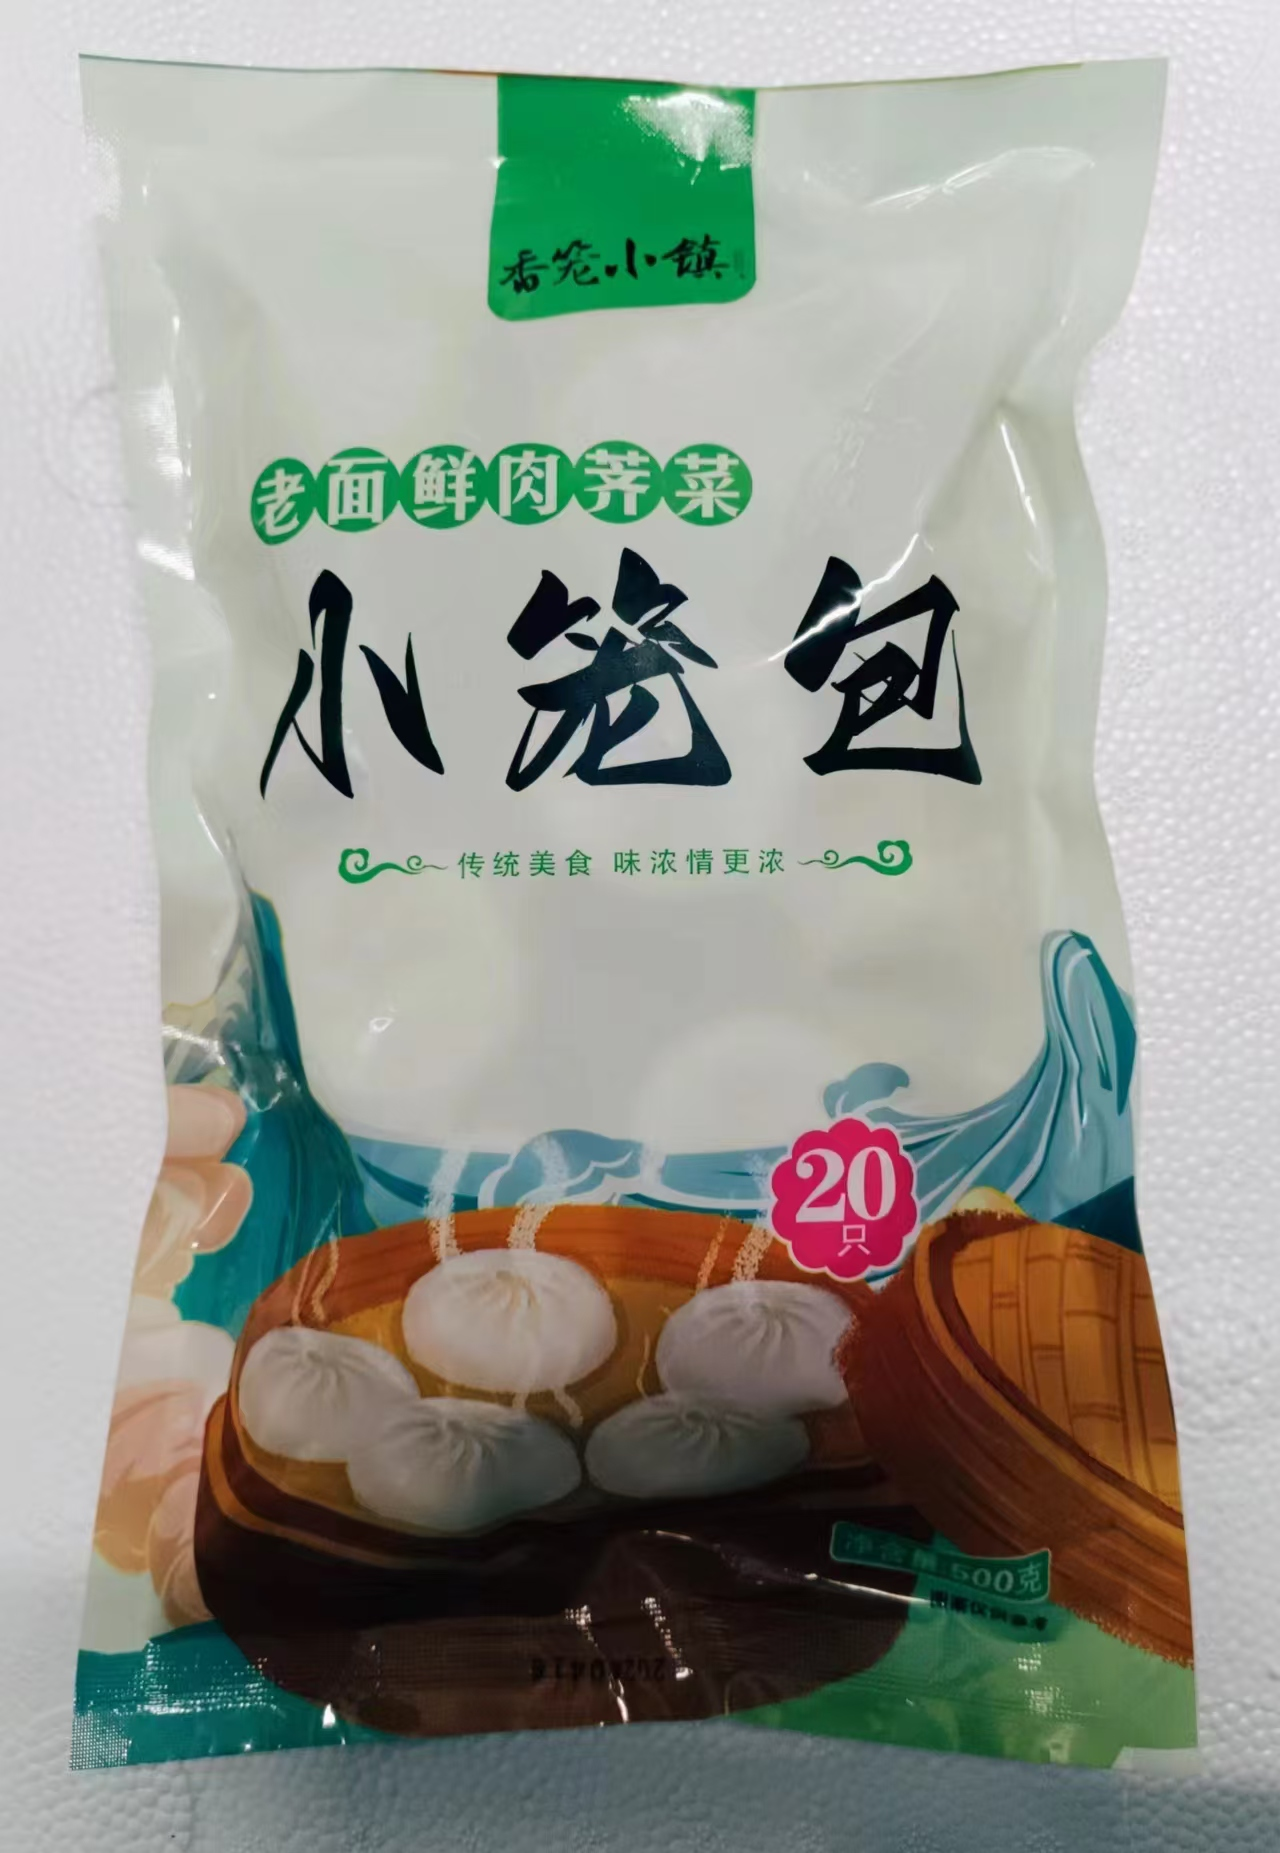 香笼小镇
老面鲜肉荠菜
小笼包
传统美食 味浓情更浓
20
只
净含量500克